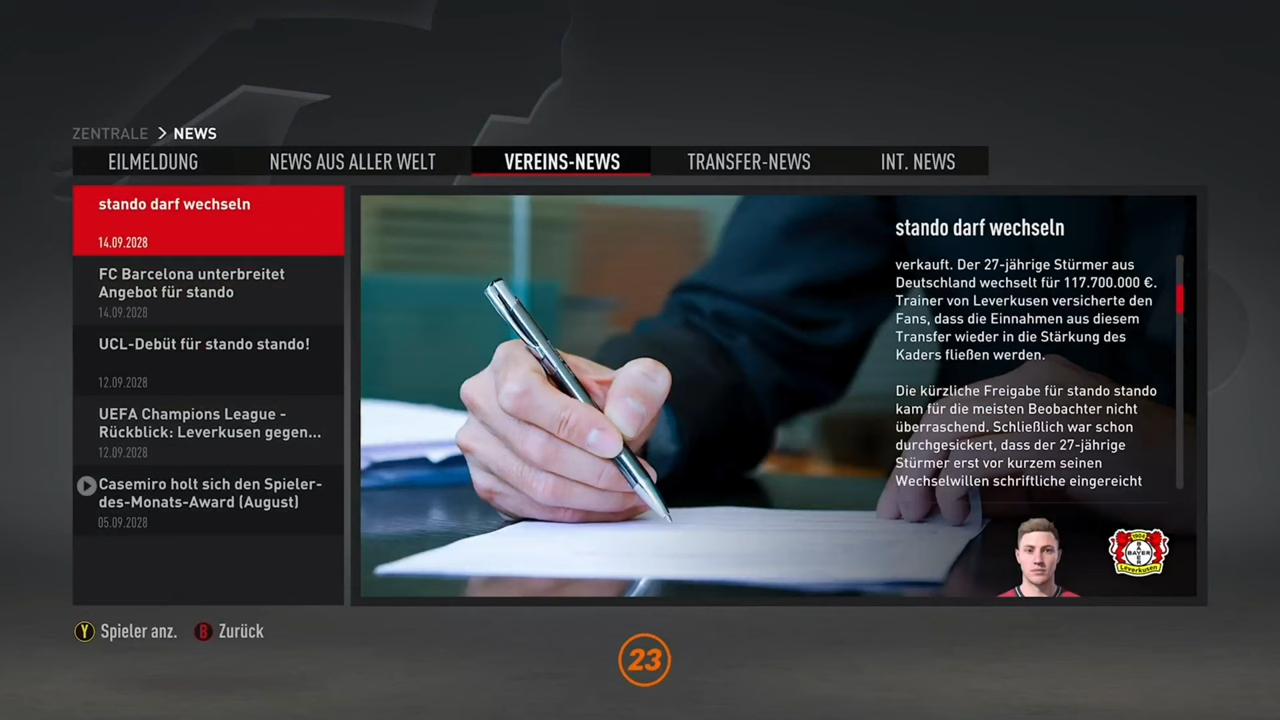 ZENTRALE > NEWS
EILMELDUNG
NEWS AUS ALLER WELT
VEREINS-NEWS
TRANSFER-NEWS
INT. NEWS
stando darf wechseln
14.09.2028
FC Barcelona unterbreitet
Angebot für stando
14.09.2028
UCL-Debüt für stando stando!
12.09.2028
UEFA Champions League -
Rückblick: Leverkusen gegen...
12.09.2028
Casemiro holt sich den Spieler-
des-Monats-Award (August)
05.09.2028
stando darf wechseln
verkauft. Der 27-jährige Stürmer aus
Deutschland wechselt für 117.700.000 €.
Trainer von Leverkusen versicherte den
Fans, dass die Einnahmen aus diesem
Transfer wieder in die Stärkung des
Kaders fließen werden.
Die kürzliche Freigabe für stando stando
kam für die meisten Beobachter nicht
überraschend. Schließlich war schon
durchgesickert, dass der 27-jährige
Stürmer erst vor kurzem seinen
Wechselwillen schriftliche eingereicht
1904
BAYER
BAYER
Leverkusen
Y Spieler anz.
B Zurück
23